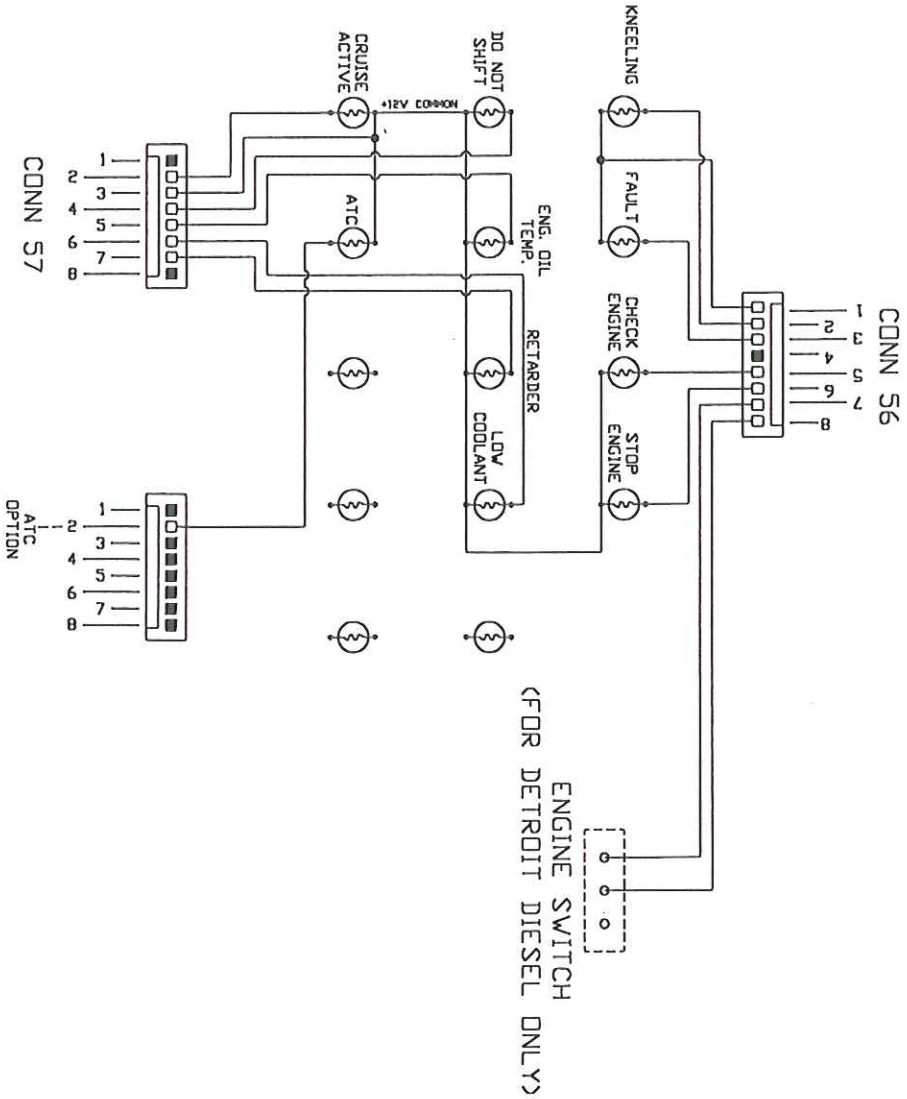 CONN 56
1
2
3
4
5
6
7
8
KNEELING
FAULT
CHECK
ENGINE
STOP
ENGINE
DO NOT
SHIFT
ENG. OIL
TEMP.
RETARDER
LOW
COOLANT
+12V COMMON
CRUISE
ACTIVE
ATC
CONN 57
1
2
3
4
5
6
7
8
ATC
OPTION
1
2
3
4
5
6
7
8
ENGINE SWITCH
(FOR DETROIT DIESEL ONLY)